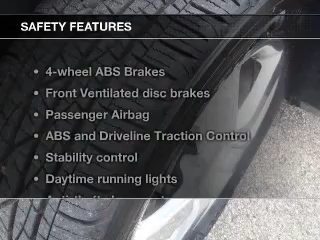 SAFETY FEATURES
• 4-wheel ABS Brakes
• Front Ventilated disc brakes
• Passenger Airbag
• ABS and Driveline Traction Control
• Stability control
• Daytime running lights